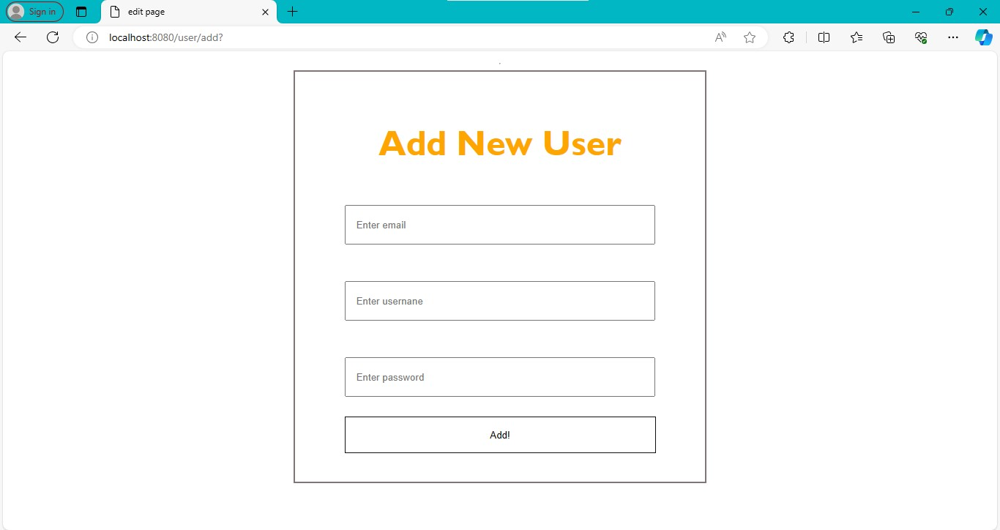 Sign in
edit page
localhost:8080/user/add?
Add New User
Enter email
Enter usernane
Enter password
Add!